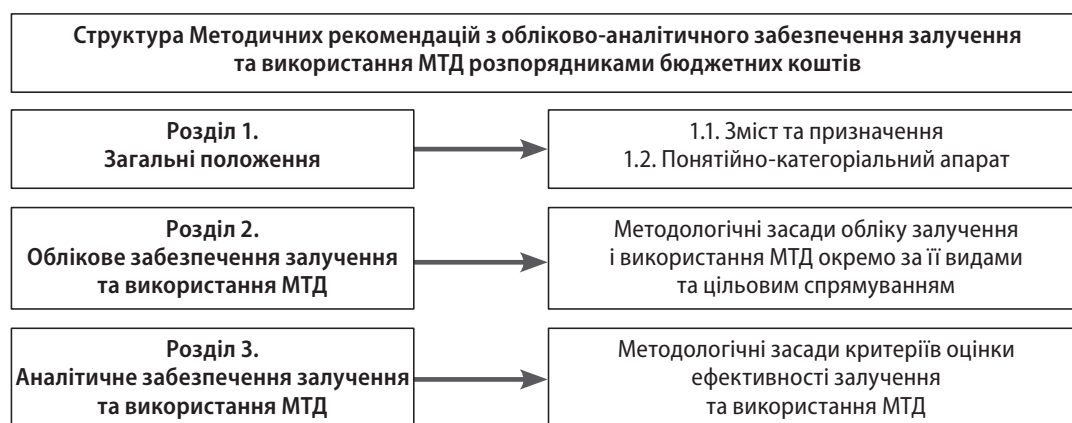 Структура Методичних рекомендацій з обліково-аналітичного забезпечення залучення
та використання МТД розпорядниками бюджетних коштів
Розділ 1.
Загальні положення
1.1. Зміст та призначення
1.2. Понятійно-категоріальний апарат
Розділ 2.
Облікове забезпечення залучення
та використання МТД
Методологічні засади обліку залучення
і використання МТД окремо за її видами
та цільовим спрямуванням
Розділ 3.
Аналітичне забезпечення залучення
та використання МТД
Методологічні засади критеріїв оцінки
ефективності залучення
та використання МТД